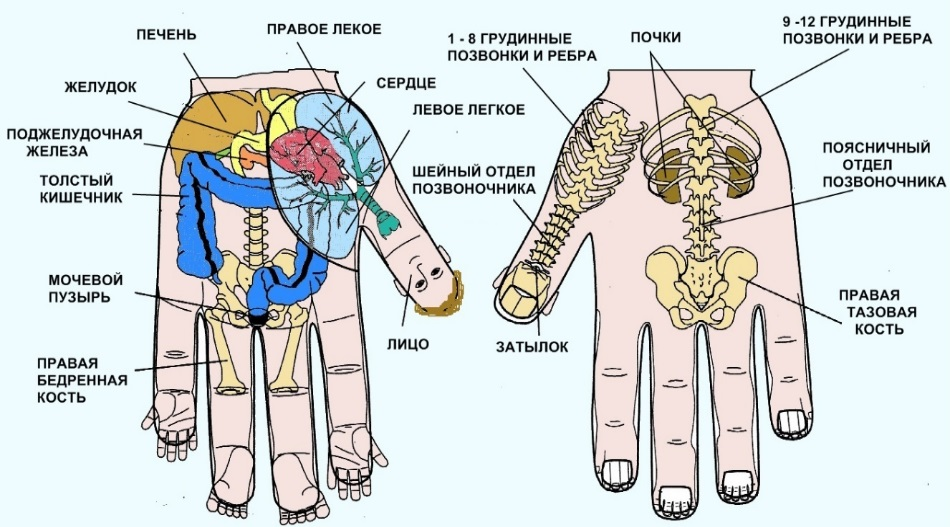 ПЕЧЕНЬ
ПРАВОЕ ЛЕКОЕ
ЖЕЛУДОК
СЕРДЦЕ
ЛЕВОЕ ЛЕГКОЕ
ПОДЖЕЛУДОЧНАЯ
ЖЕЛЕЗА
ТОЛСТЫЙ
КИШЕЧНИК
МОЧЕВОЙ
ПУЗЫРЬ
ПРАВАЯ
БЕДРЕННАЯ
КОСТЬ
ЛИЦО
1 - 8 ГРУДИННЫЕ
ПОЗВОНКИ И РЕБРА
ПОЧКИ
9 -12 ГРУДИННЫЕ
ПОЗВОНКИ И РЕБРА
ШЕЙНЫЙ ОТДЕЛ
ПОЗВОНОЧНИКА
ПОЯСНИЧНЫЙ
ОТДЕЛ
ПОЗВОНОЧНИКА
ПРАВАЯ
ТАЗОВАЯ
КОСТЬ
ЗАТЫЛОК